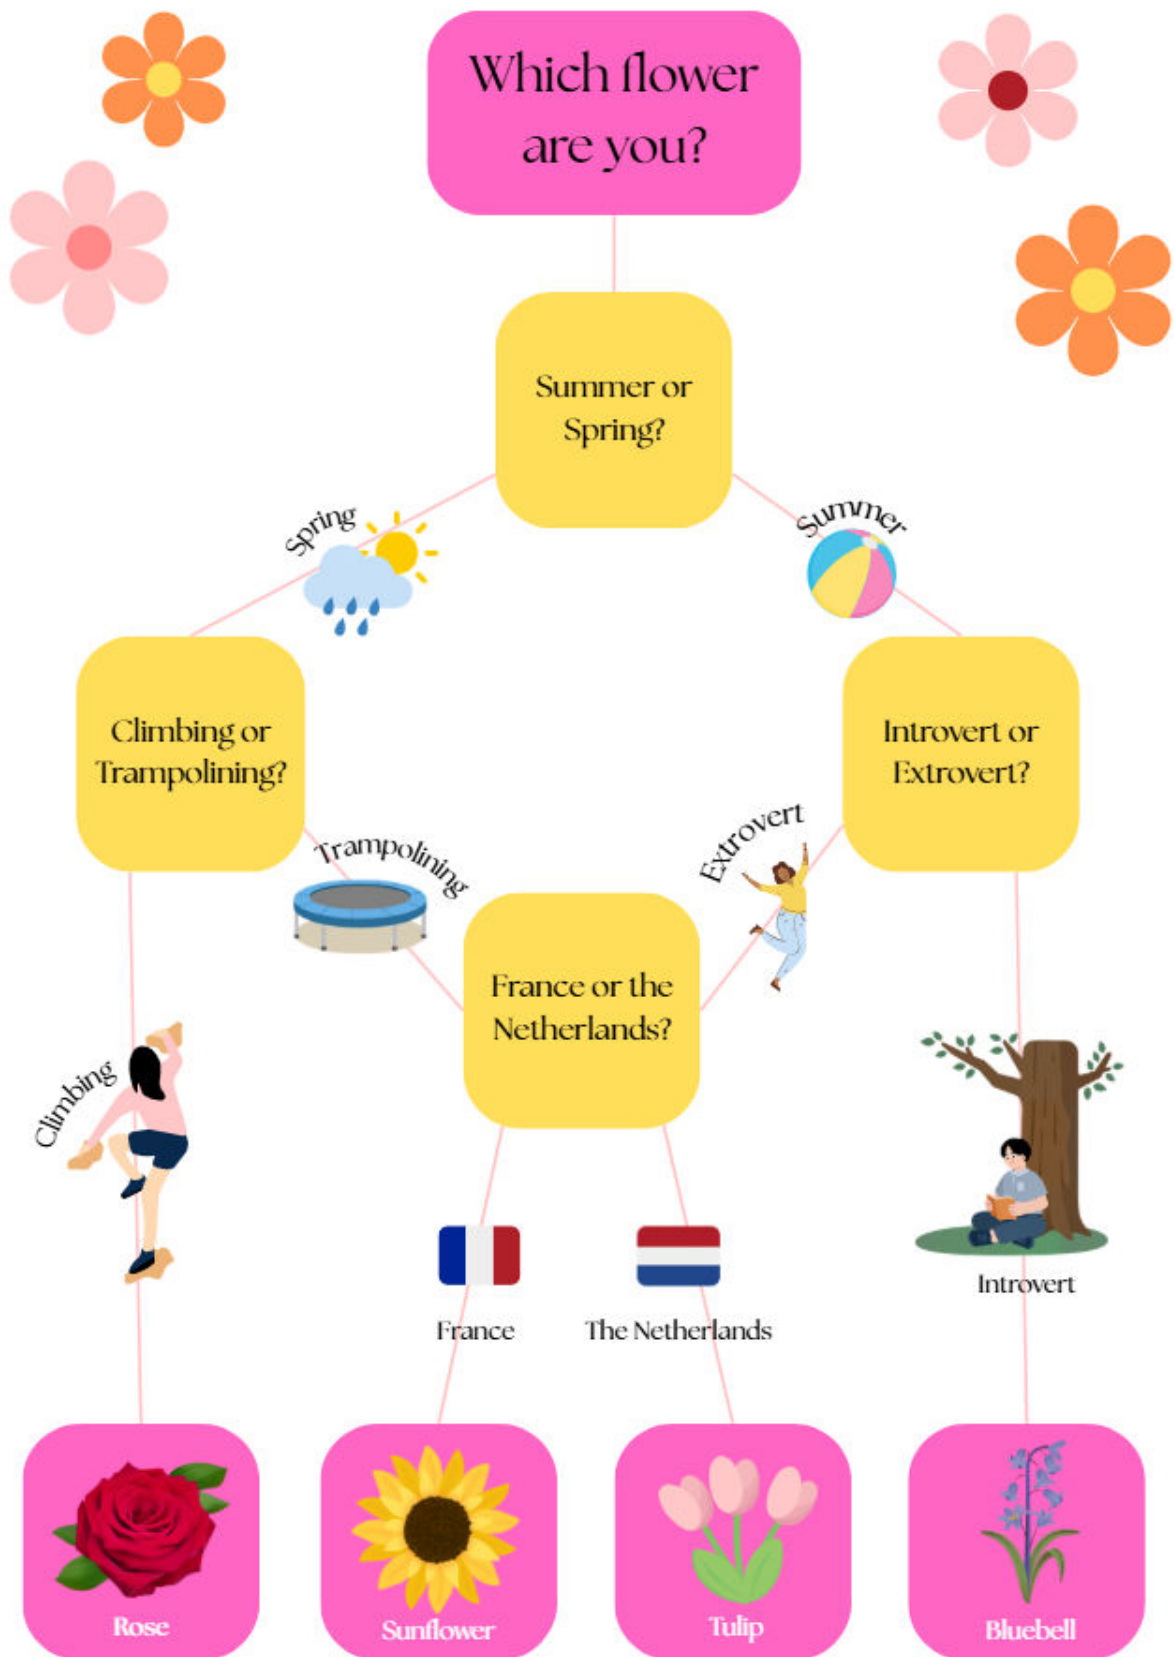 Which flower
are you?
Summer or
Spring?
Spring
Summer
Climbing or
Trampolining?
Introvert or
Extrovert?
Trampolining
Extrovert
France or the
Netherlands?
Climbing
Introvert
France
The Netherlands
Rose
Sunflower
Tulip
Bluebell